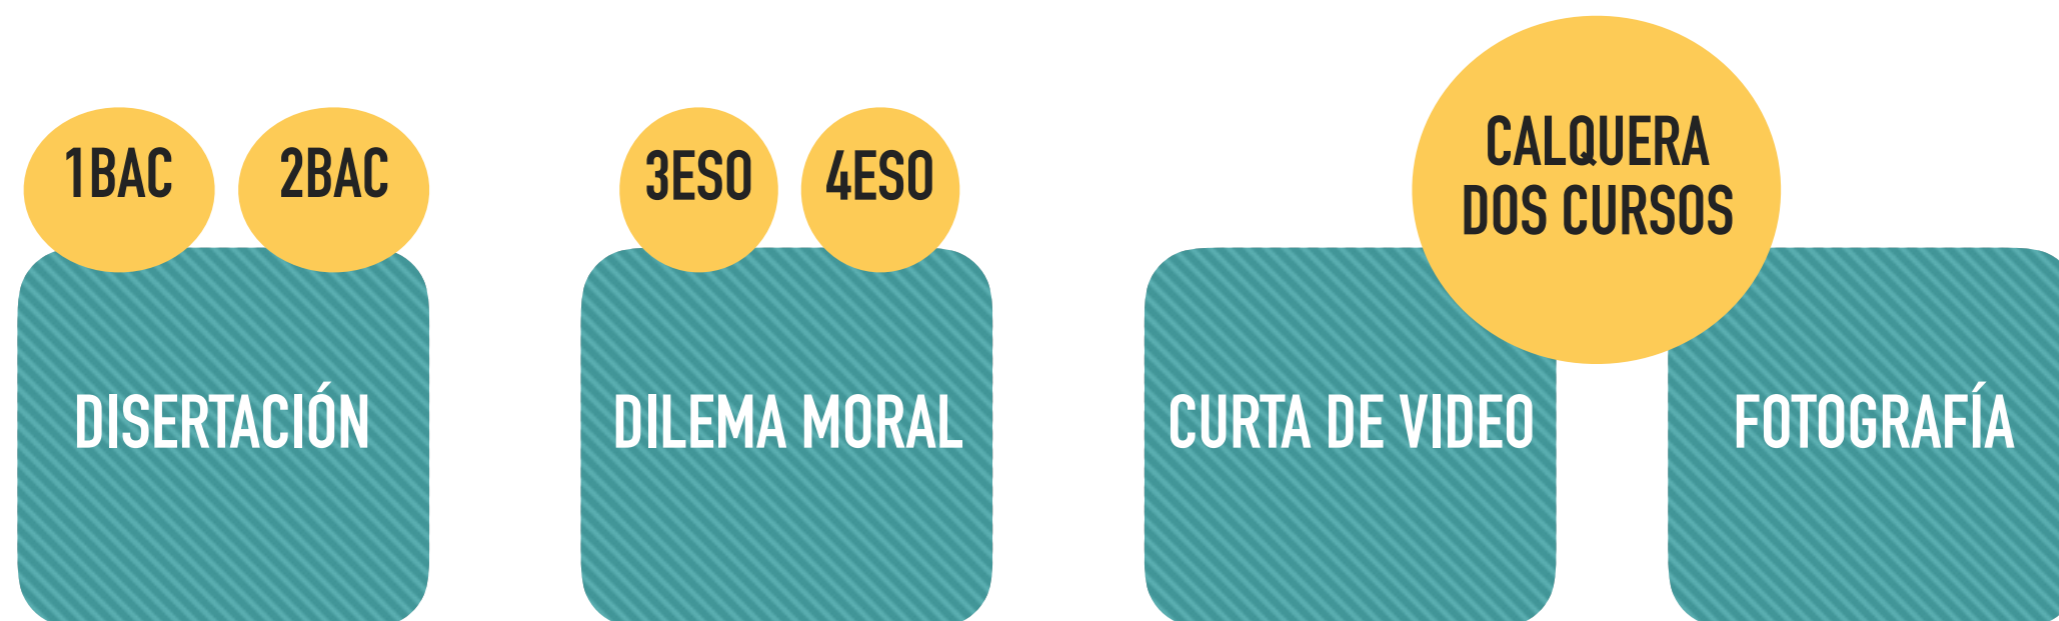 1BAC
2BAC
3ESO
4ESO
CALQUERA
DOS CURSOS
DISERTACIÓN
DILEMA MORAL
CURTA DE VIDEO
FOTOGRAFÍA